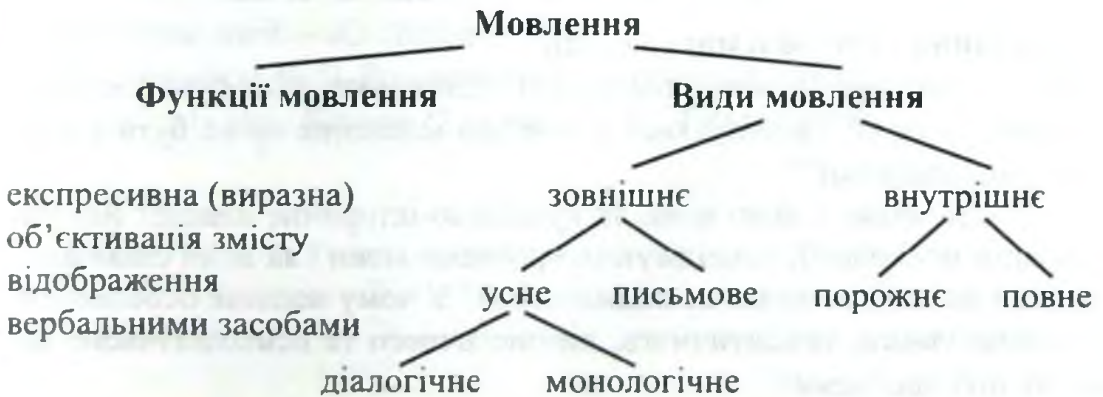 Мовлення
Функції мовлення Види мовлення
експресивна (виразна) зовнішнє внутрішнє
об'єктивація змісту
відображення усне письмове порожнє повне
вербальними засобами
діалогічне монологічне